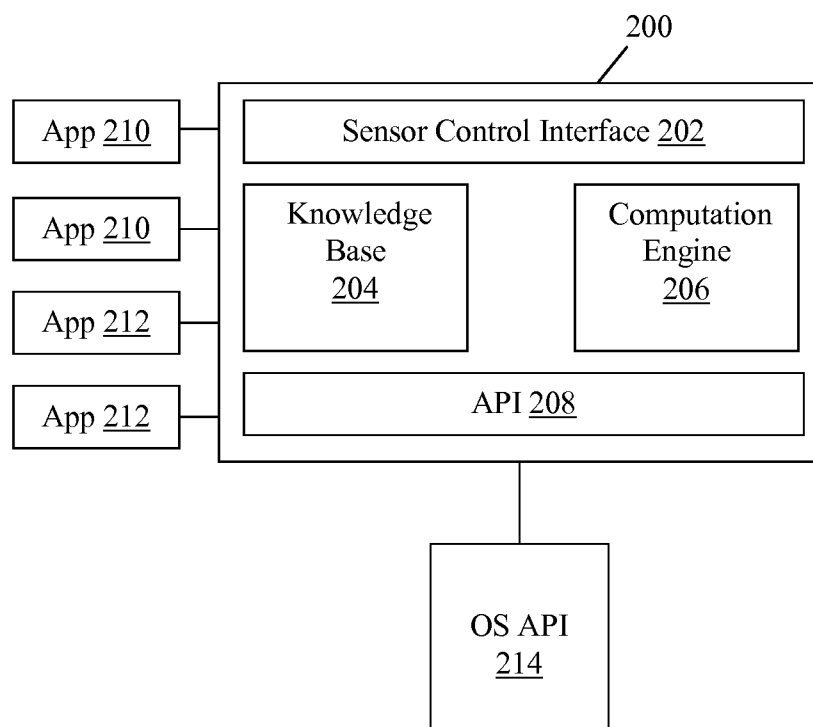 200
App 210
Sensor Control Interface 202
App 210
Knowledge
Base
204
Computation
Engine
206
App 212
App 212
API 208
OS API
214